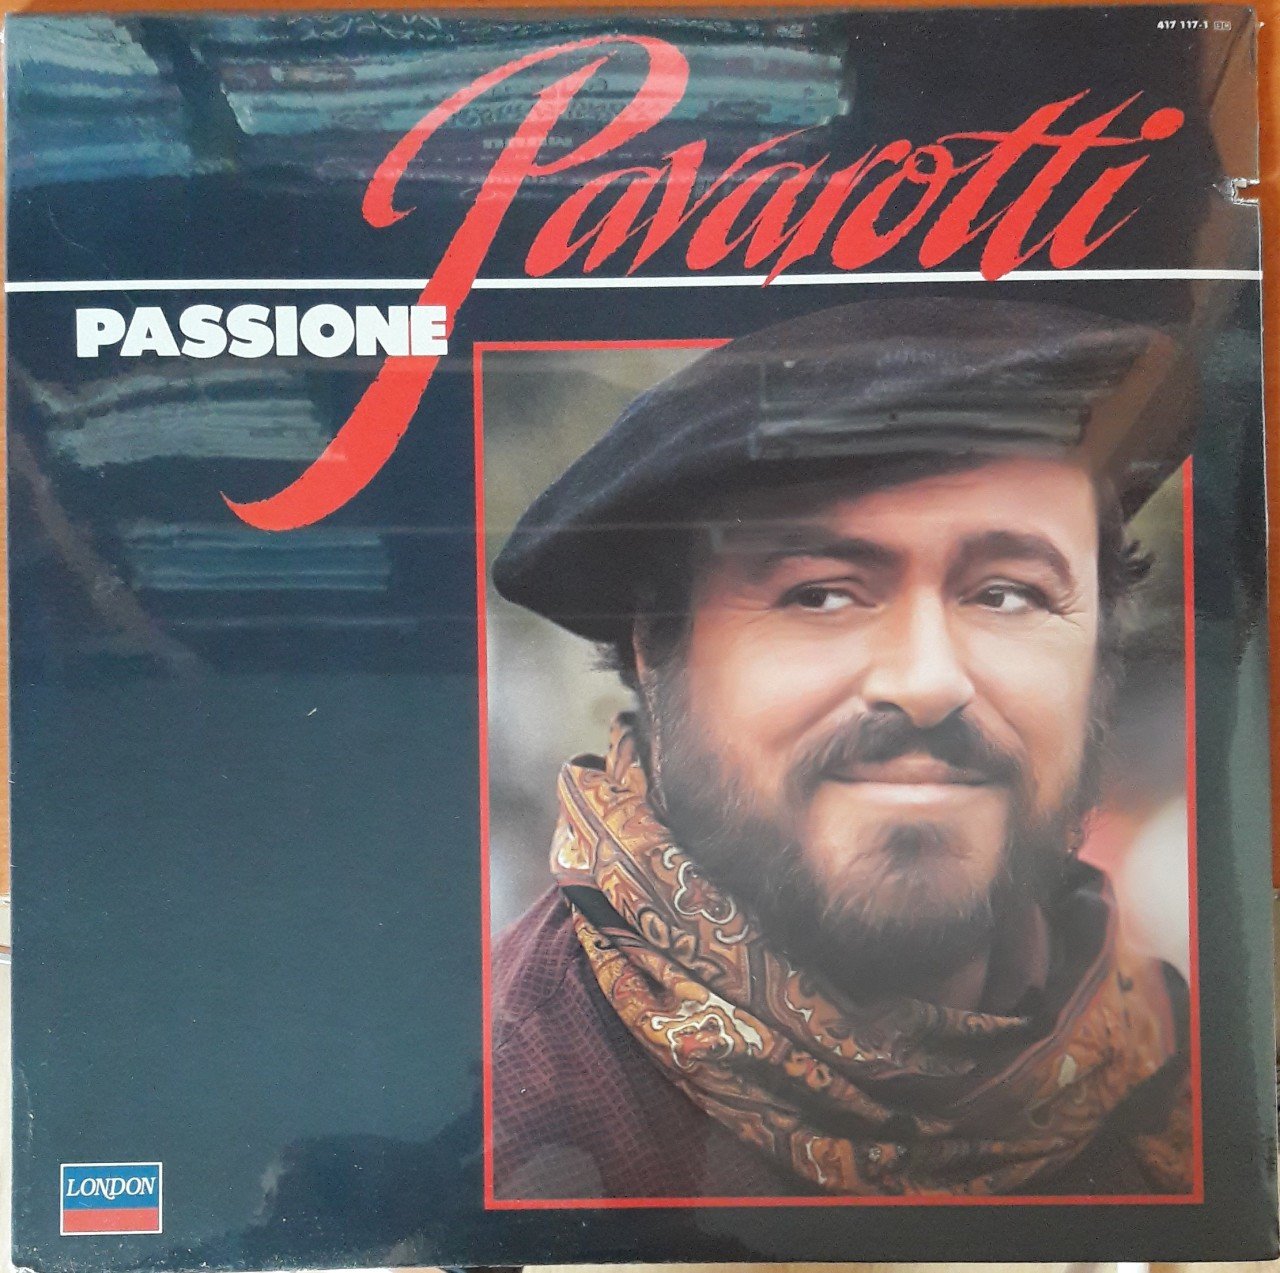 417 117-1
Pavarotti
PASSIONE
LONDON